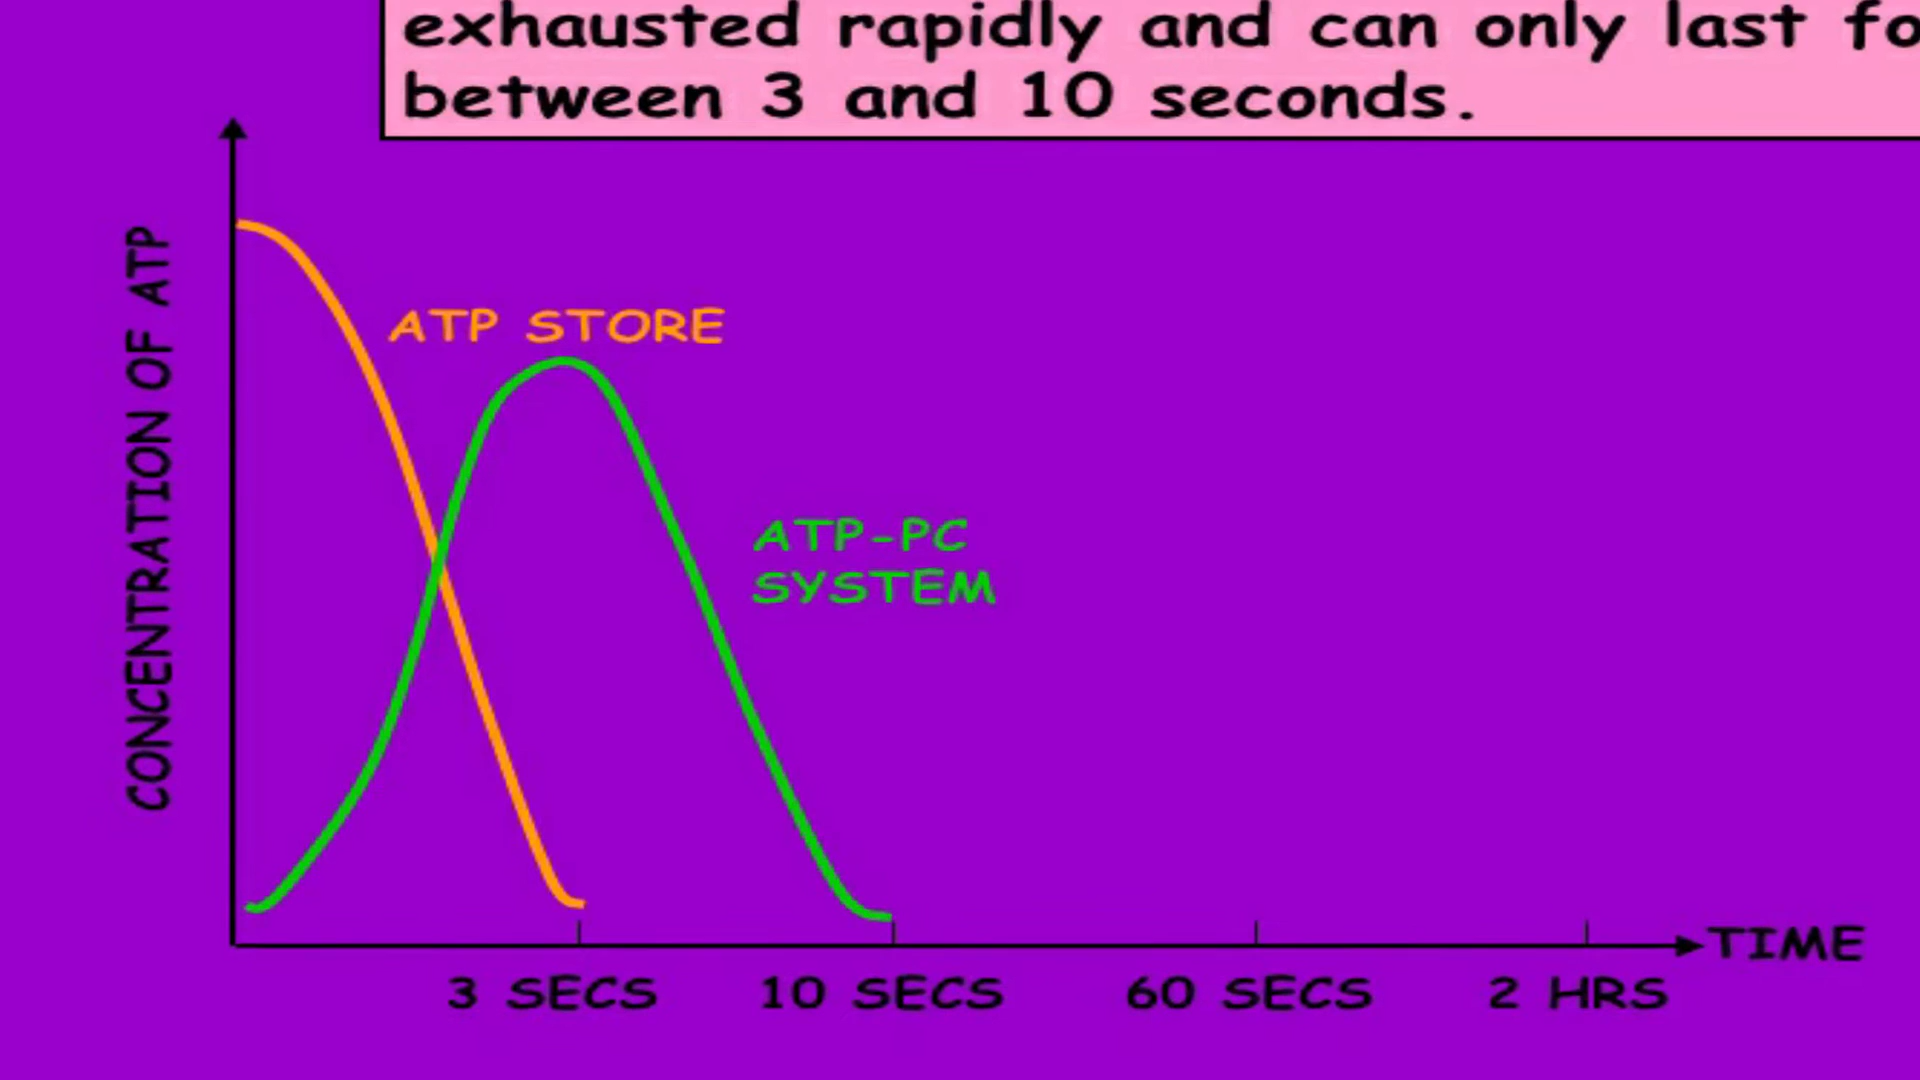 exhausted rapidly and can only last fo
between 3 and 10 seconds.
CONCENTRATION OF ATP
ATP STORE
ATP-PC
SYSTEM
TIME
3 SECS
10 SECS
60 SECS
2 HRS